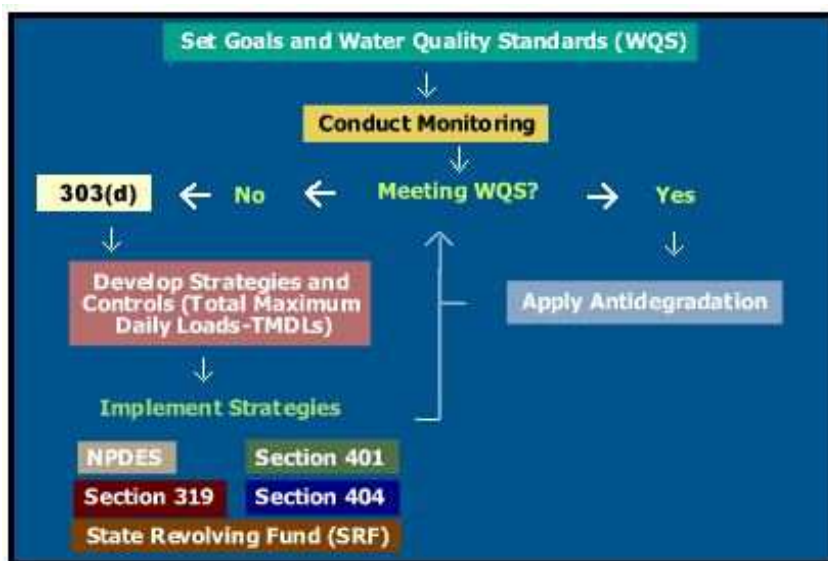 Set Goals and Water Quality Standards (WQS)
Conduct Monitoring
303(d)
No
Meeting WQS?
Yes
Develop Strategies and
Controls (Total Maximum
Daily Loads-TMDLs)
Apply Antidegradation
Implement Strategies
NPDES
Section 401
Section 319
Section 404
State Revolving Fund (SRF)